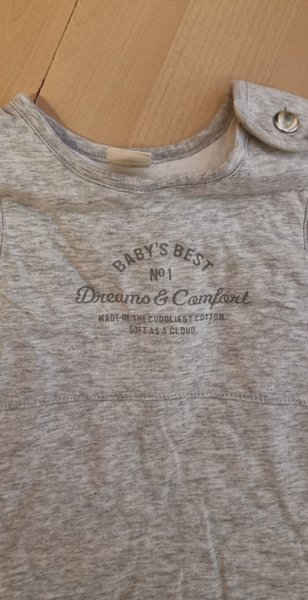 BABY'S BEST
Nº1
Dreams & Comfort
MADE OF THE CUDDLIEST COTTON.
SOFT AS A CLOUD.